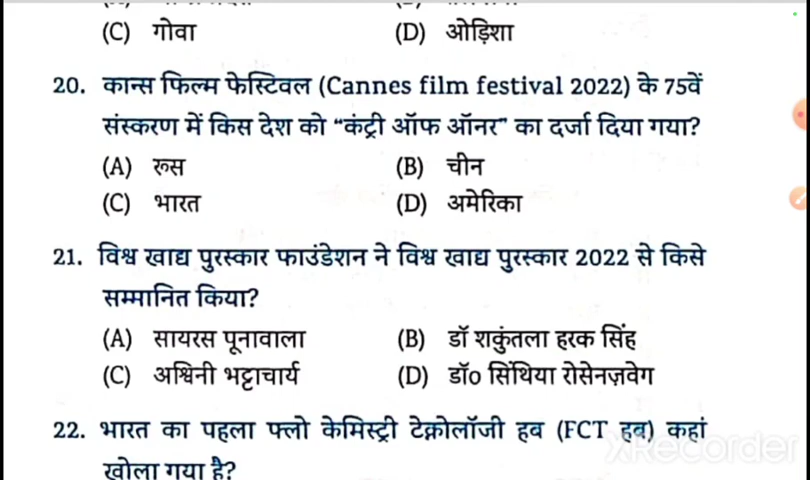 (C) गोवा (D) ओड़िशा
20. कान्स फिल्म फेस्टिवल (Cannes film festival 2022) के 75वें
संस्करण में किस देश को “कंट्री ऑफ ऑनर” का दर्जा दिया गया?
(A) रूस (B) चीन
(C) भारत (D) अमेरिका
21. विश्व खाद्य पुरस्कार फाउंडेशन ने विश्व खाद्य पुरस्कार 2022 से किसे
सम्मानित किया?
(A) सायरस पूनावाला (B) डॉ शकुंतला हरक सिंह
(C) अश्विनी भट्टाचार्य (D) डॉ० सिंथिया रोसेनज़वेग
22. भारत का पहला फ्लो केमिस्ट्री टेक्नोलॉजी हब (FCT हब) कहां
खोला गया है?
XRecorder